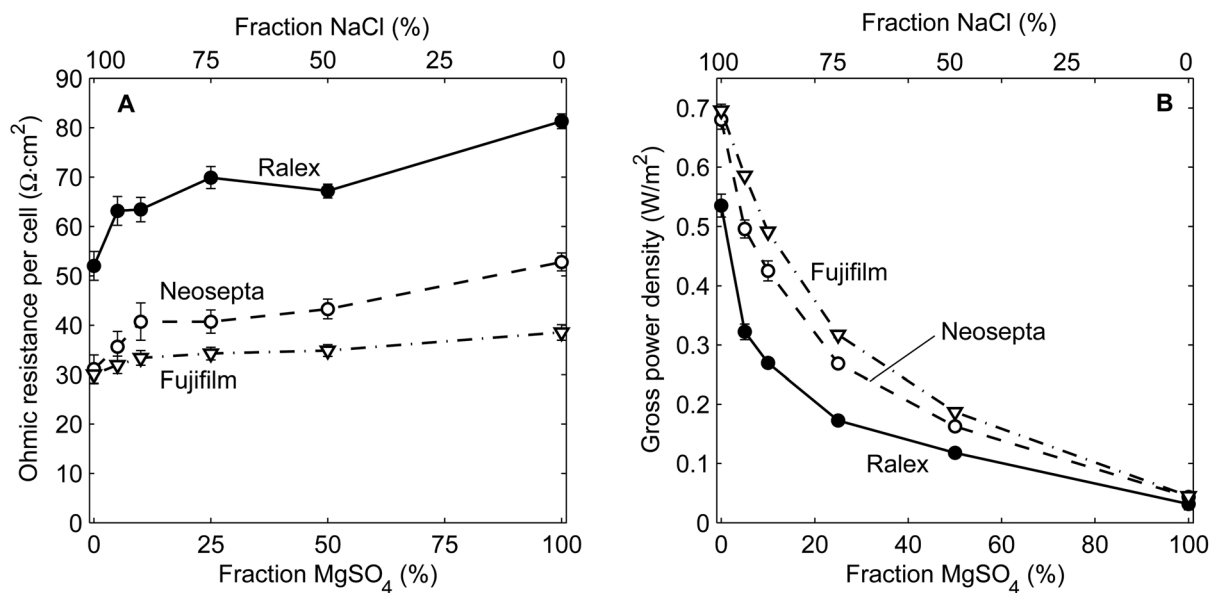 Fraction NaCl (%)
100 75 50 25 0
A
90
80
70
60
50
40
30
20
10
0
Ohmic resistance per cell (Ω·cm²)
Ralex
Neosepta
Fujifilm
0 25 50 75 100
Fraction MgSO₄ (%)
Fraction NaCl (%)
100 75 50 25 0
B
0.7
0.6
0.5
0.4
0.3
0.2
0.1
0
Gross power density (W/m²)
Fujifilm
Neosepta
Ralex
0 20 40 60 80 100
Fraction MgSO₄ (%)